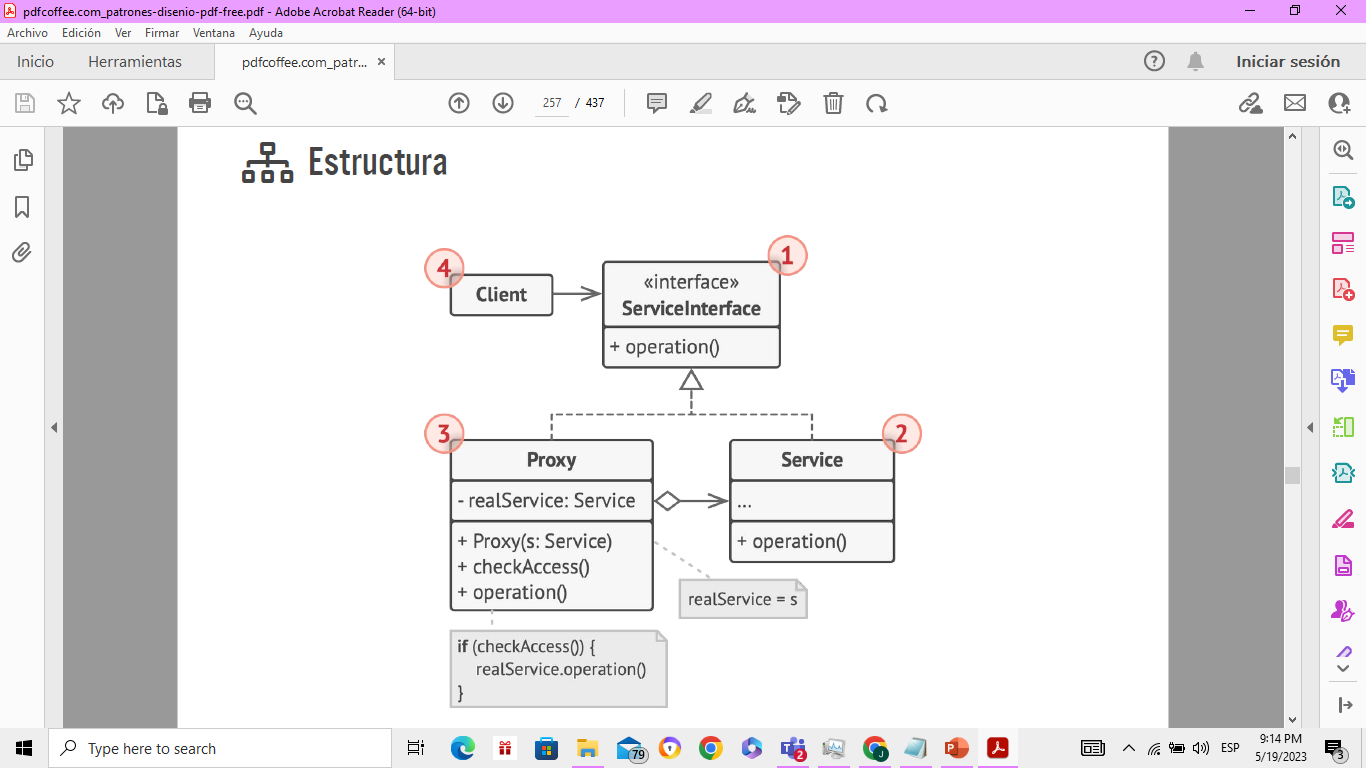 pdfcoffee.com_patrones-disenio-pdf-free.pdf - Adobe Acrobat Reader (64-bit)
Archivo Edición Ver Firmar Ventana Ayuda
Inicio Herramientas pdfcoffee.com_patr... × Iniciar sesión
257 / 437
Estructura
4
Client
1
«interface»
ServiceInterface
+ operation()
3
Proxy
- realService: Service
+ Proxy(s: Service)
+ checkAccess()
+ operation()
2
Service
...
+ operation()
realService = s
if (checkAccess()) {
realService.operation()
}
Type here to search
79
2
ESP
9:14 PM
5/19/2023
3